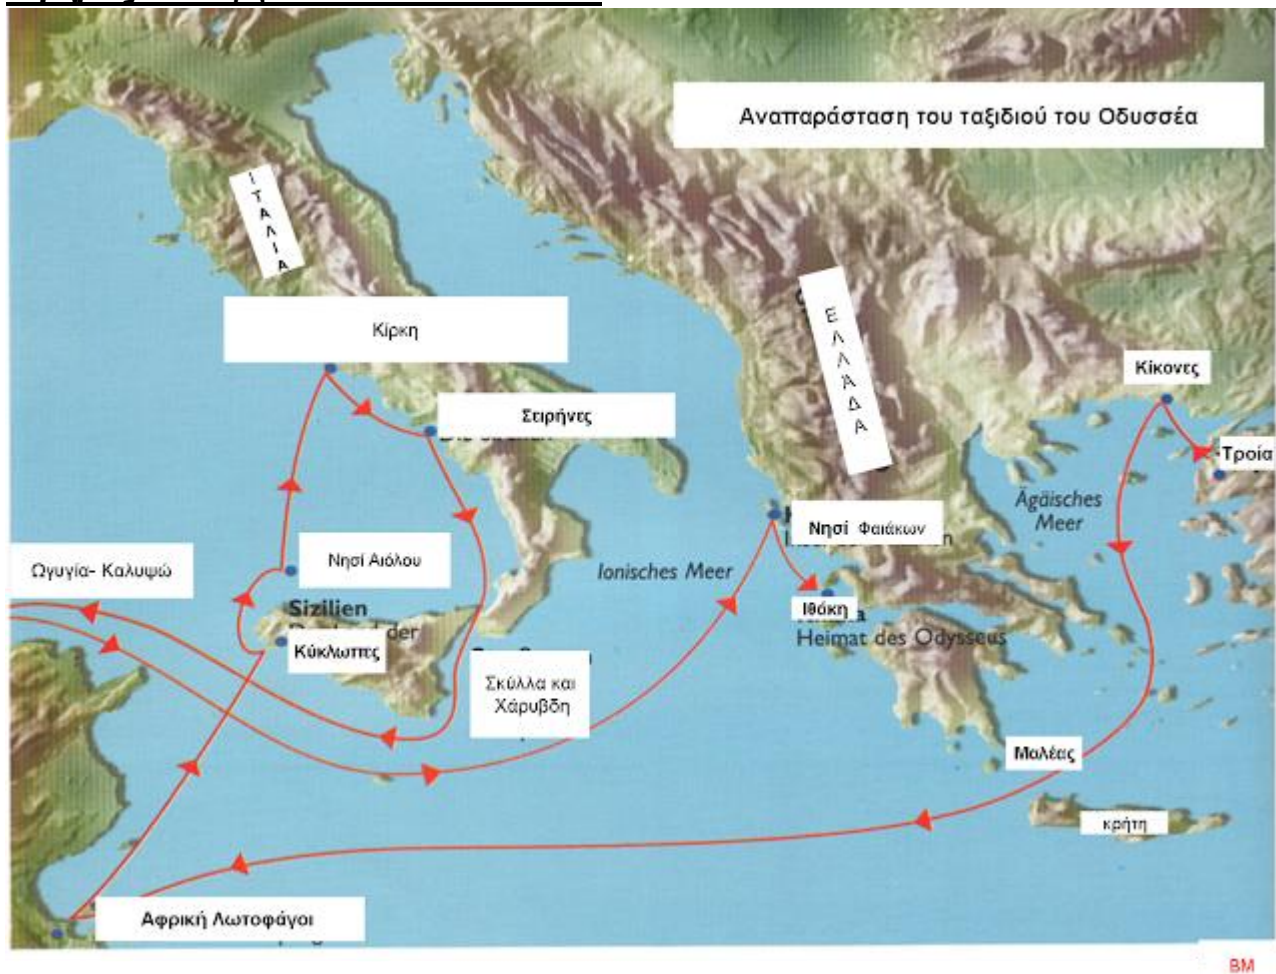 Αναπαράσταση του ταξιδιού του Οδυσσέα
ΙΤΑΛΙΑ
ΕΛΛΑΔΑ
Κίρκη
Κίκονες
Σειρήνες
Τροία
Ägäisches
Meer
Νησί Φαιάκων
Νησί Αιόλου
Ωγυγία- Καλυψώ
Ionisches Meer
Sizilien
der
Ιθάκη
Heimat des Odysseus
Κύκλωπες
Σκύλλα και
Χάρυβδη
Μαλέας
κρήτη
Αφρική Λωτοφάγοι
BM